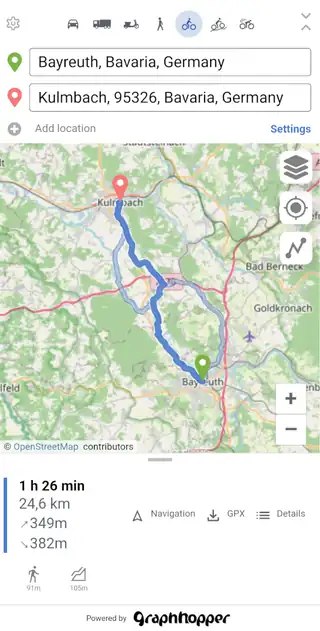 Bayreuth, Bavaria, Germany
Kulmbach, 95326, Bavaria, Germany
Add location
Settings
Stadtsteinach
Kulmbach
Bad Berneck
Goldkronach
Bayreuth
© OpenStreetMap contributors
1 h 26 min
24,6 km
↗349m
↘382m
Navigation
GPX
Details
91m
105m
Powered by graphhopper